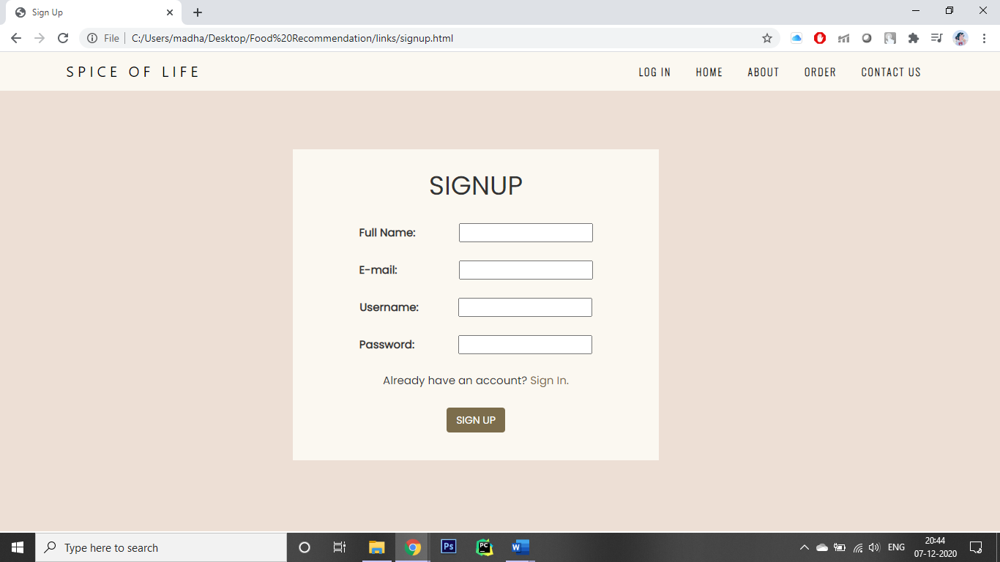 Sign Up
File
C:/Users/madha/Desktop/Food%20Recommendation/links/signup.html
SPICE OF LIFE
LOG IN HOME ABOUT ORDER CONTACT US
SIGNUP
Full Name:
E-mail:
Username:
Password:
Already have an account? Sign In.
SIGN UP
Type here to search
Ps
PC
W
ENG
20:44
07-12-2020